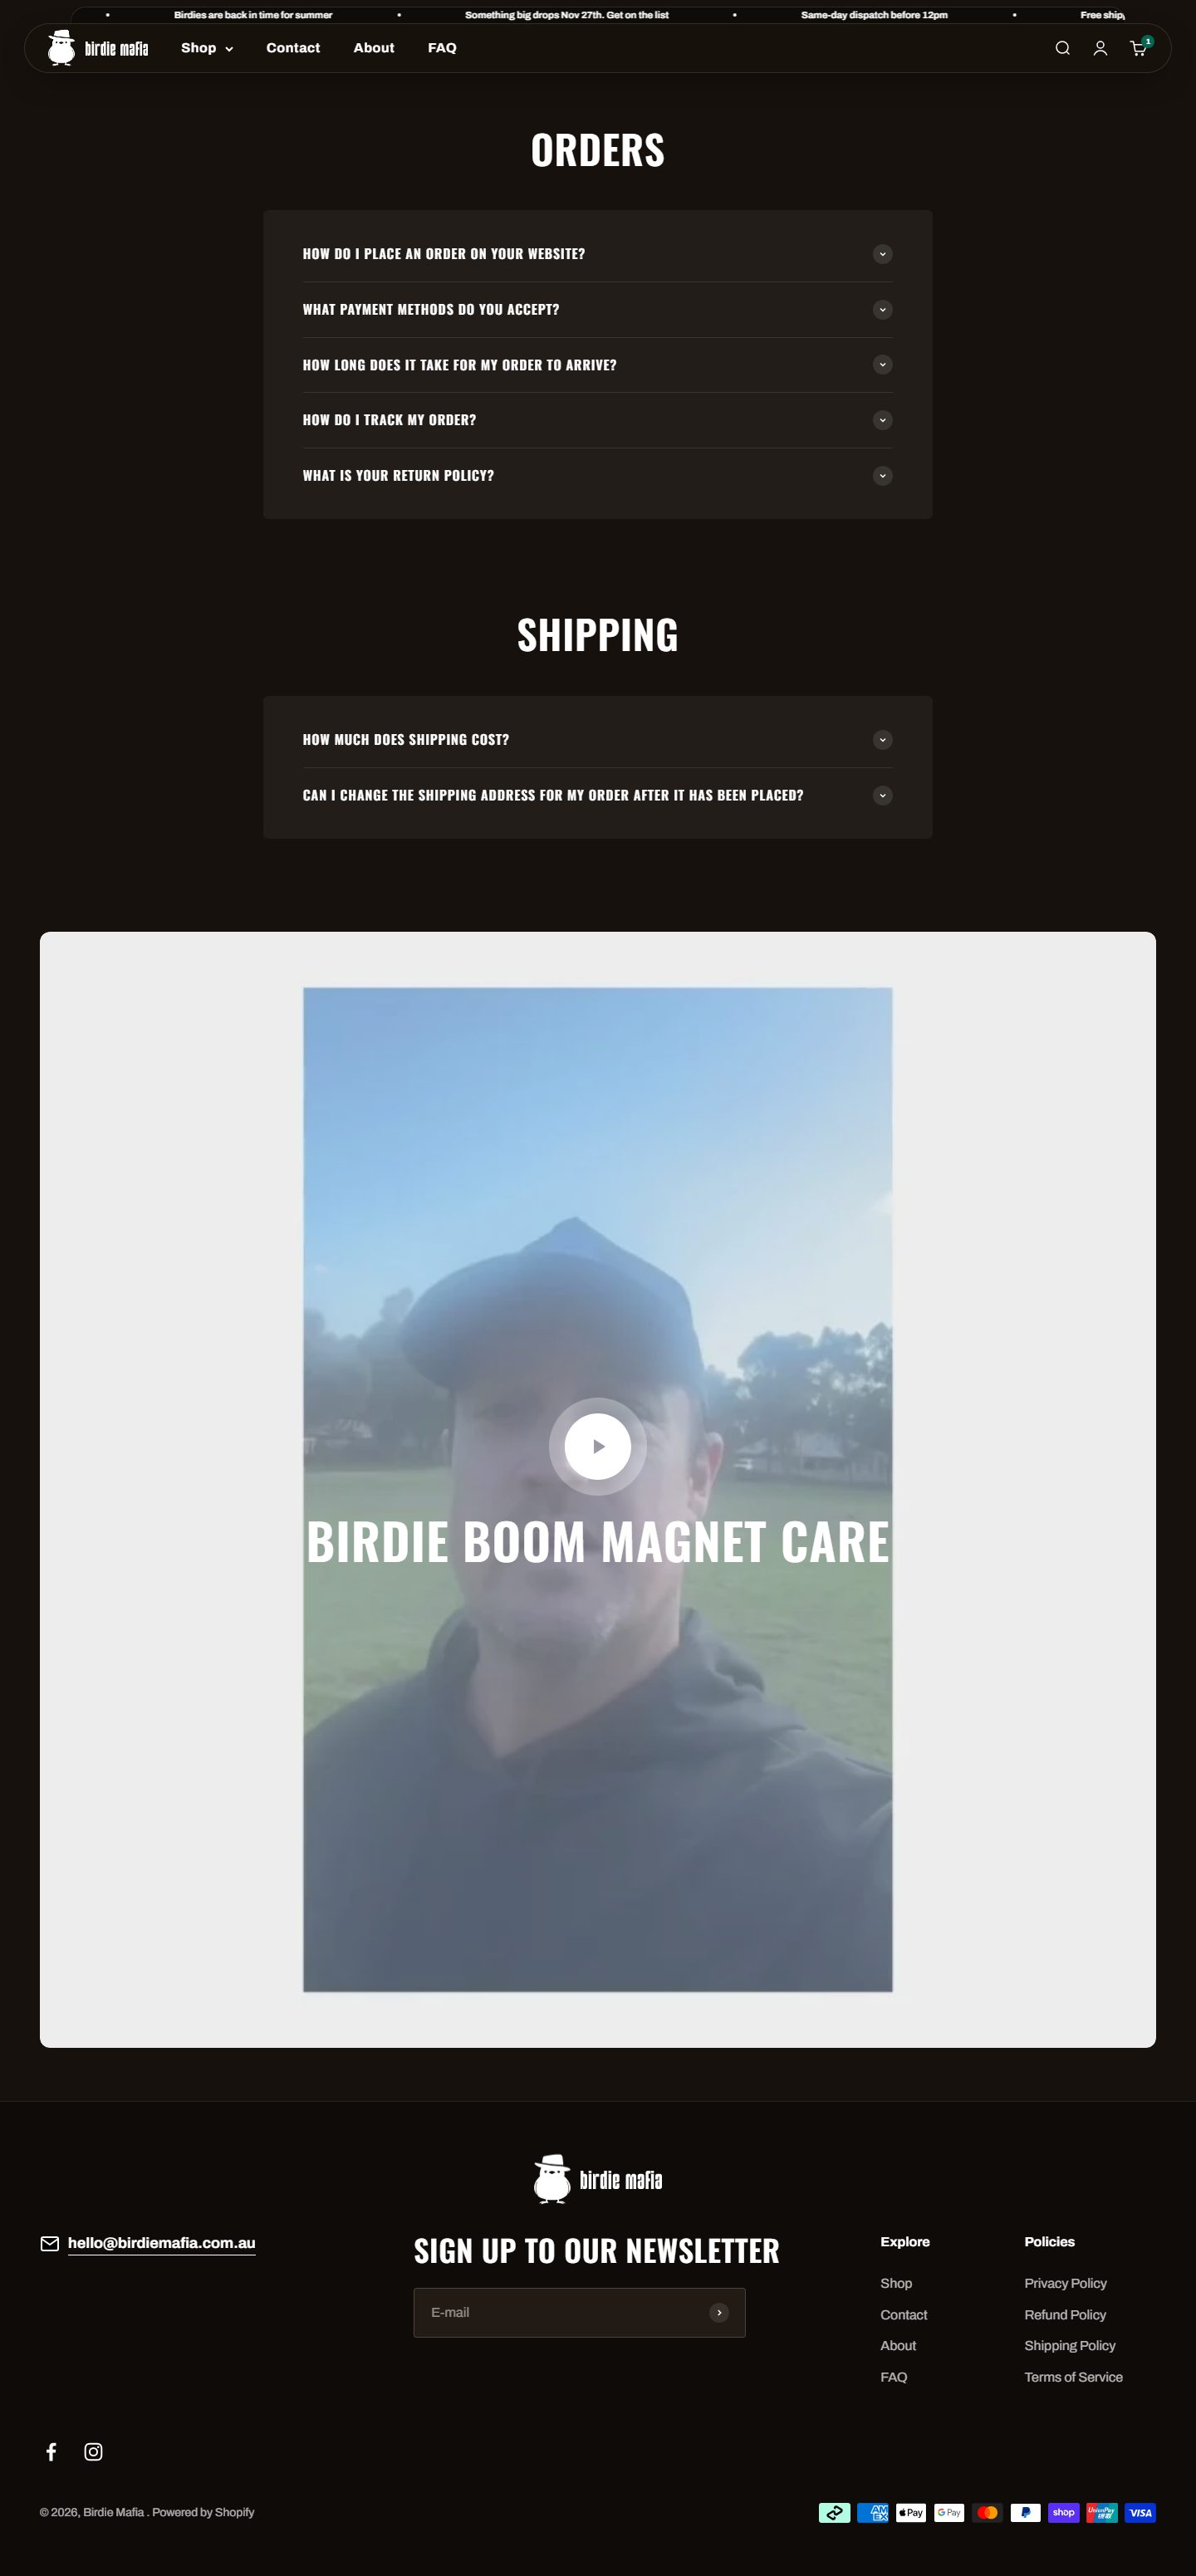 Birdies are back in time for summer • Something big drops Nov 27th. Get on the list • Same-day dispatch before 12pm • Free ship
birdie mafia Shop Contact About FAQ 1
ORDERS
HOW DO I PLACE AN ORDER ON YOUR WEBSITE?
WHAT PAYMENT METHODS DO YOU ACCEPT?
HOW LONG DOES IT TAKE FOR MY ORDER TO ARRIVE?
HOW DO I TRACK MY ORDER?
WHAT IS YOUR RETURN POLICY?
SHIPPING
HOW MUCH DOES SHIPPING COST?
CAN I CHANGE THE SHIPPING ADDRESS FOR MY ORDER AFTER IT HAS BEEN PLACED?
BIRDIE BOOM MAGNET CARE
birdie mafia
hello@birdiemafia.com.au
SIGN UP TO OUR NEWSLETTER
E-mail
Explore
Shop
Contact
About
FAQ
Policies
Privacy Policy
Refund Policy
Shipping Policy
Terms of Service
© 2026, Birdie Mafia . Powered by Shopify
AMEX Pay G Pay shop UnionPay 银联 VISA